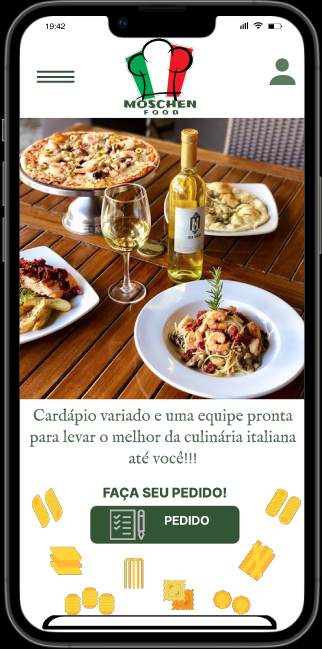 19:42
MOSCHEN
FOOD
Cardápio variado e uma equipe pronta
para levar o melhor da culinária italiana
até você!!!
FAÇA SEU PEDIDO!
PEDIDO